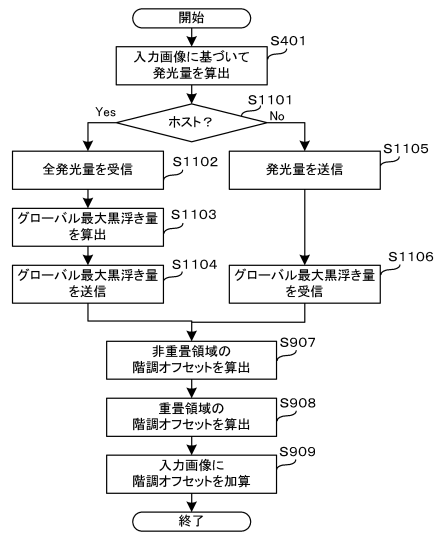 開始
S401
入力画像に基づいて
発光量を算出
S1101
ホスト?
Yes
No
S1102
全発光量を受信
S1105
発光量を送信
S1103
グローバル最大黒浮き量
を算出
S1104
グローバル最大黒浮き量
を送信
S1106
グローバル最大黒浮き量
を受信
S907
非重畳領域の
階調オフセットを算出
S908
重畳領域の
階調オフセットを算出
S909
入力画像に
階調オフセットを加算
終了